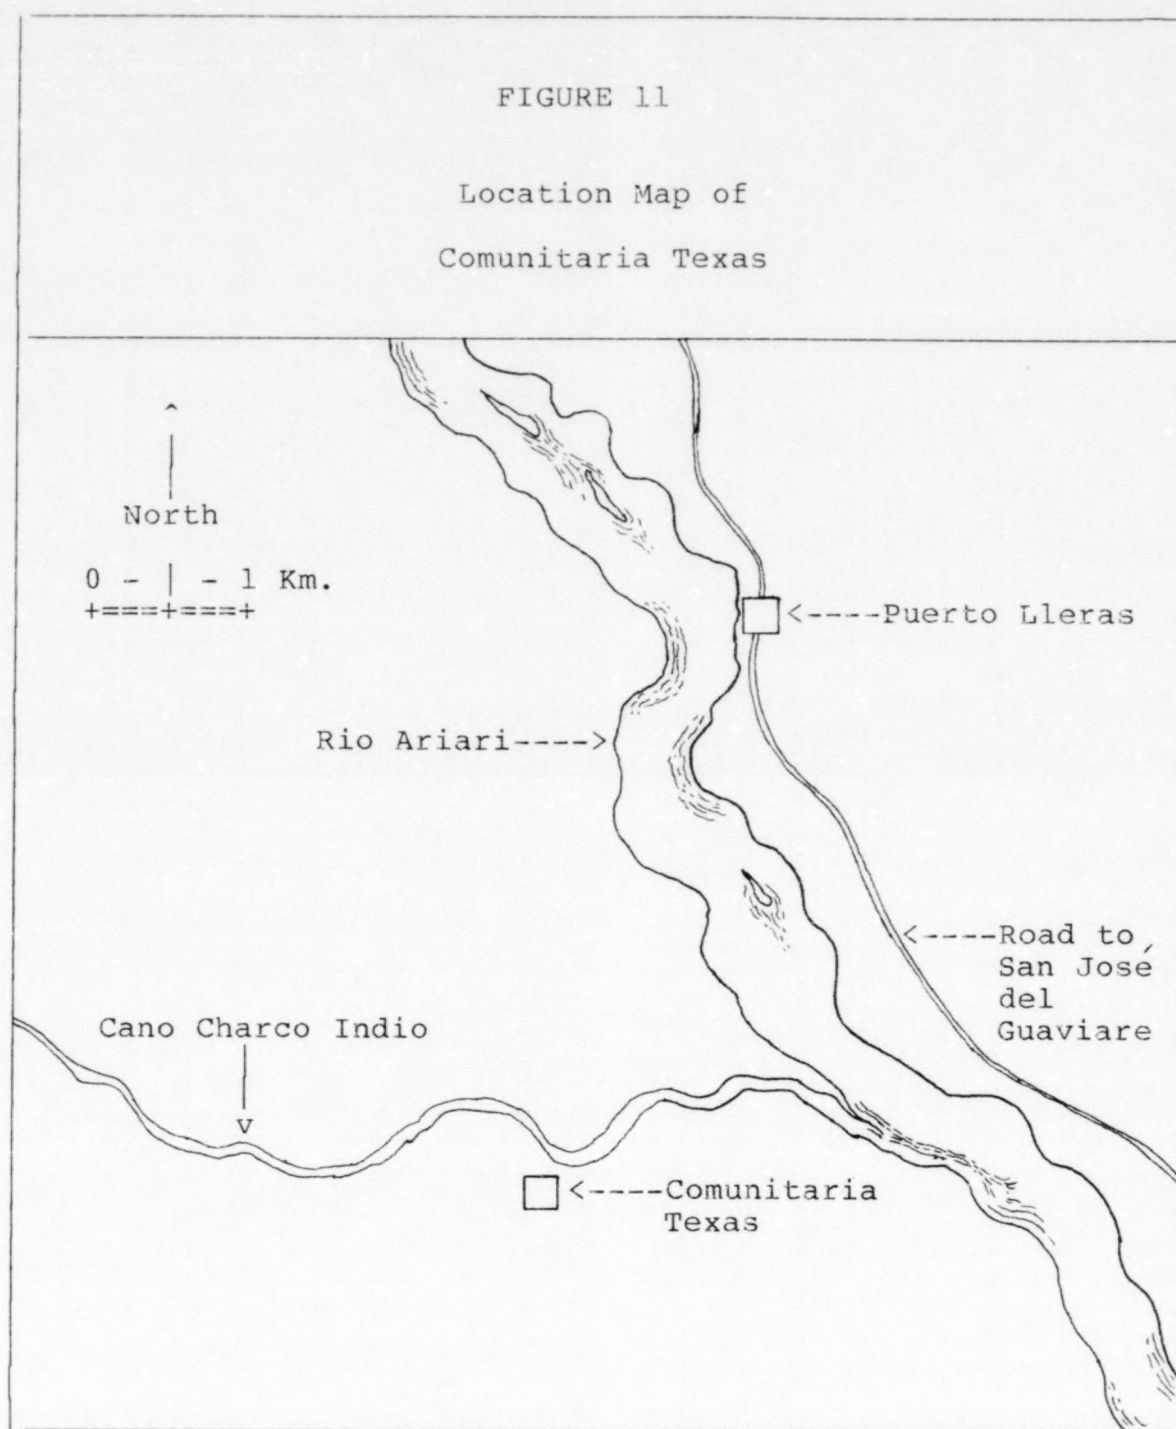 FIGURE 11
Location Map of
Comunitaria Texas
^
|
North
0 - | - 1 Km.
+===+===+
<----Puerto Lleras
Rio Ariari---->
<----Road to
San José
del
Guaviare
Cano Charco Indio
|
v
<----Comunitaria
Texas